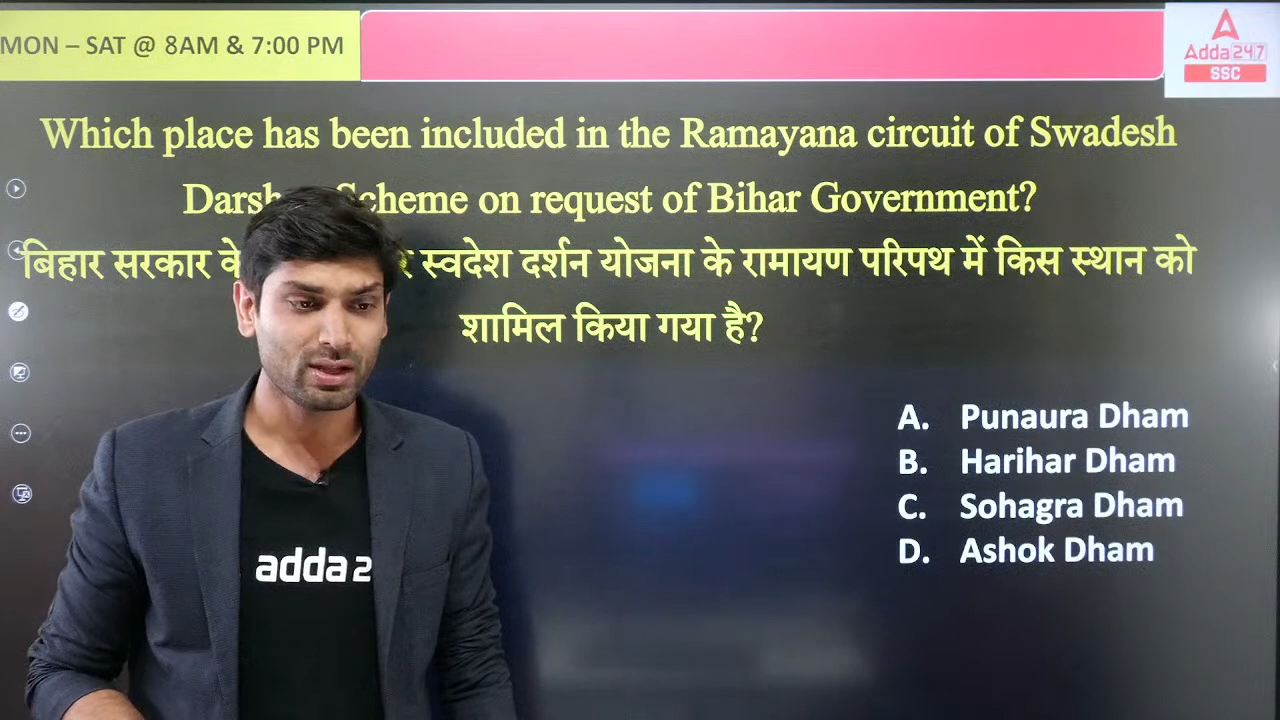 MON – SAT @ 8AM & 7:00 PM
Adda247
SSC
Which place has been included in the Ramayana circuit of Swadesh
Scheme on request of Bihar Government?
बिहार सरकार के स्वदेश दर्शन योजना के रामायण परिपथ में किस स्थान को
शामिल किया गया है?
A. Punaura Dham
B. Harihar Dham
C. Sohagra Dham
D. Ashok Dham
adda 2